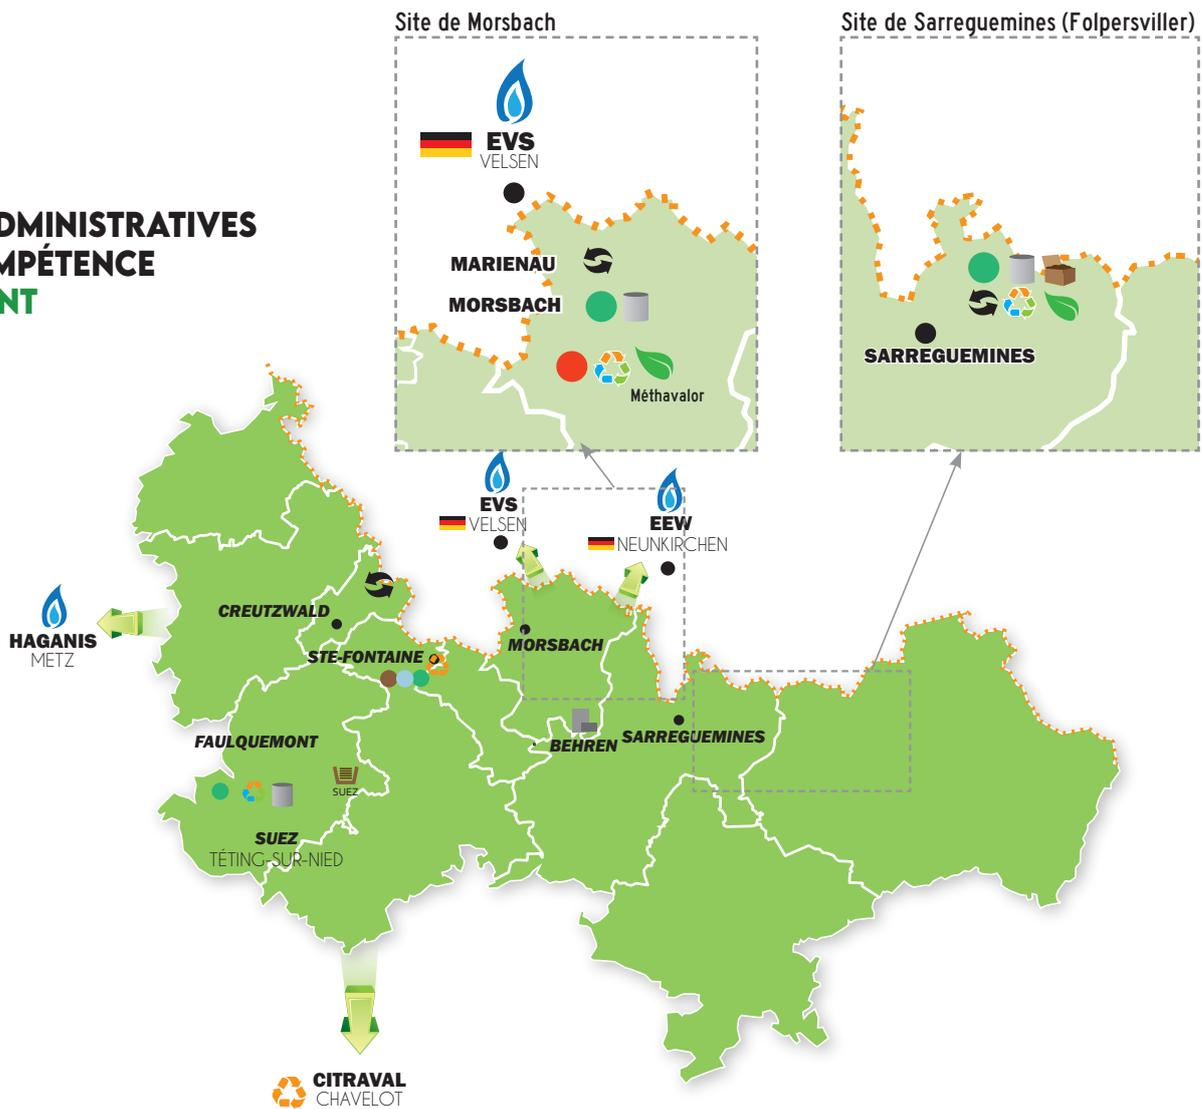 Site de Morsbach
Site de Sarreguemines (Folpersviller)
EVS
VELSEN
DMINISTRATIVES
MPÉTENCE
NT
MARIENAU
MORSBACH
Méthavalor
SARREGUEMINES
EVS
VELSEN
EEW
NEUNKIRCHEN
HAGANIS
METZ
CREUTZWALD
STE-FONTAINE
MORSBACH
FAULQUEMONT
BEHREN
SARREGUEMINES
SUEZ
SUEZ
TÉTING-SUR-NIED
CITRAVAL
CHAVELOT